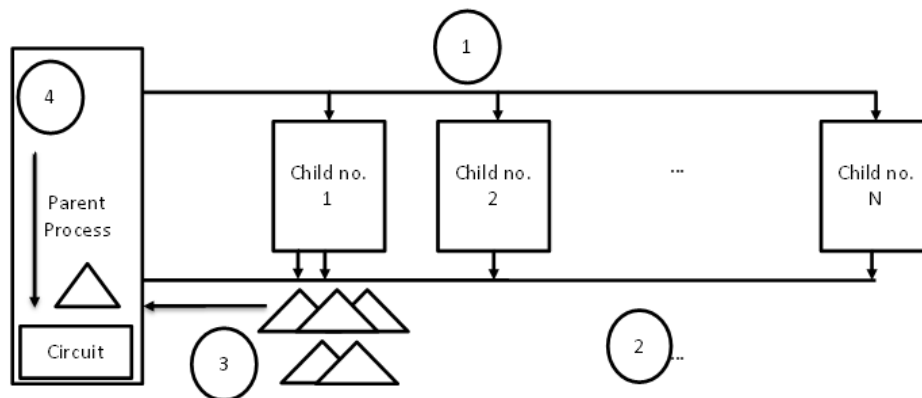 1
4
Child no.
1
Child no.
2
...
Child no.
N
Parent
Process
Circuit
3
2
...